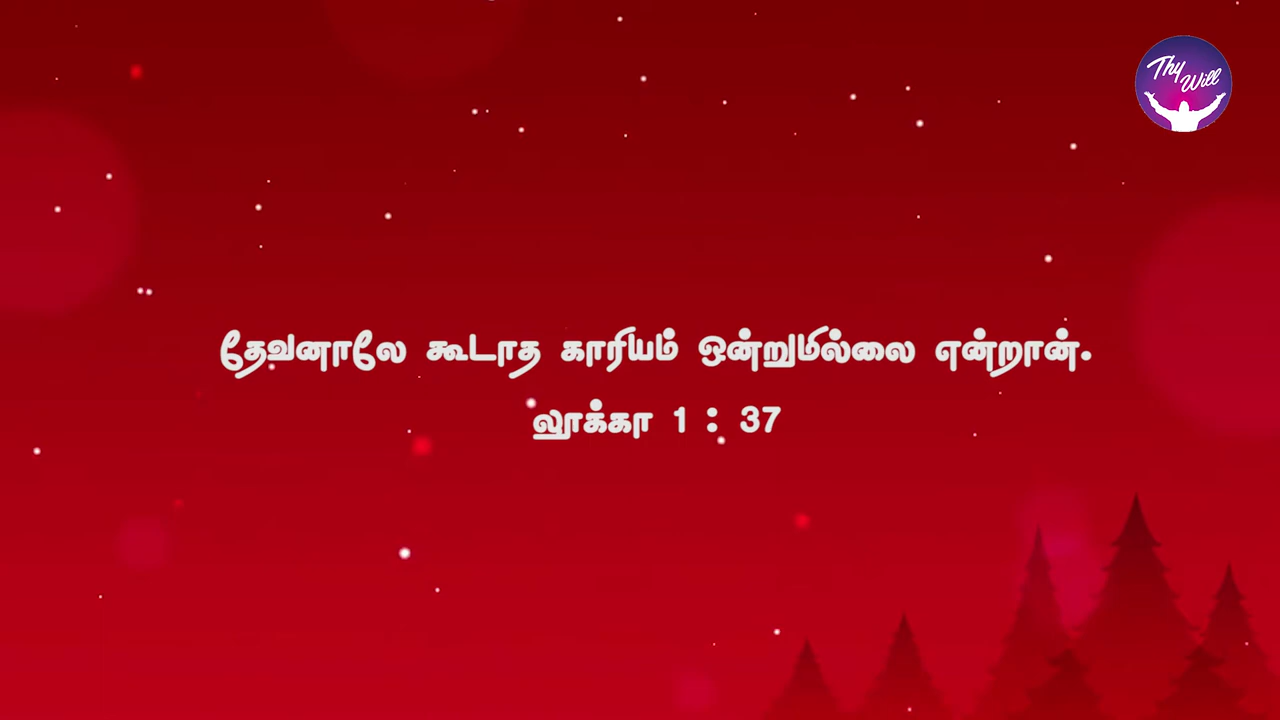 Thy Will
தேவனாலே கூடாத காரியம் ஒன்றுமில்லை என்றான்.
லூக்கா 1 : 37